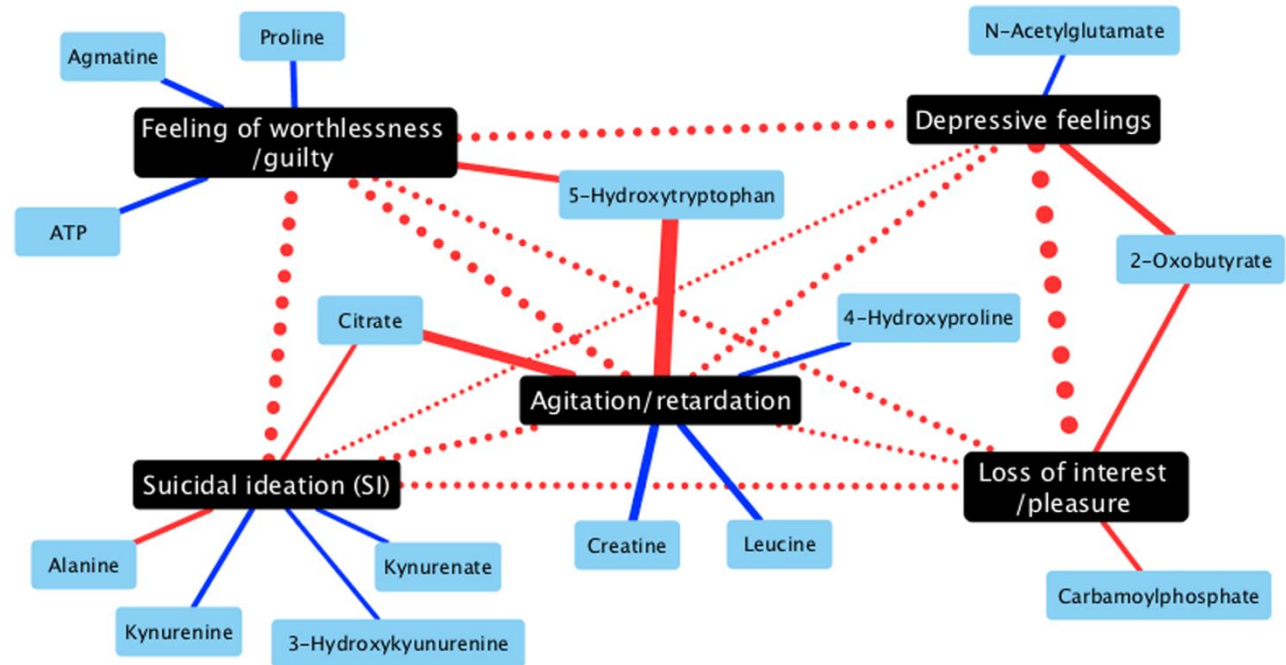 Proline
N-Acetylglutamate
Agmatine
Feeling of worthlessness
/guilty
Depressive feelings
5-Hydroxytryptophan
ATP
2-Oxobutyrate
Citrate
4-Hydroxyproline
Agitation/retardation
Suicidal ideation (SI)
Loss of interest
/pleasure
Creatine
Leucine
Alanine
Kynurenate
Carbamoylphosphate
Kynurenine
3-Hydroxykyunurenine